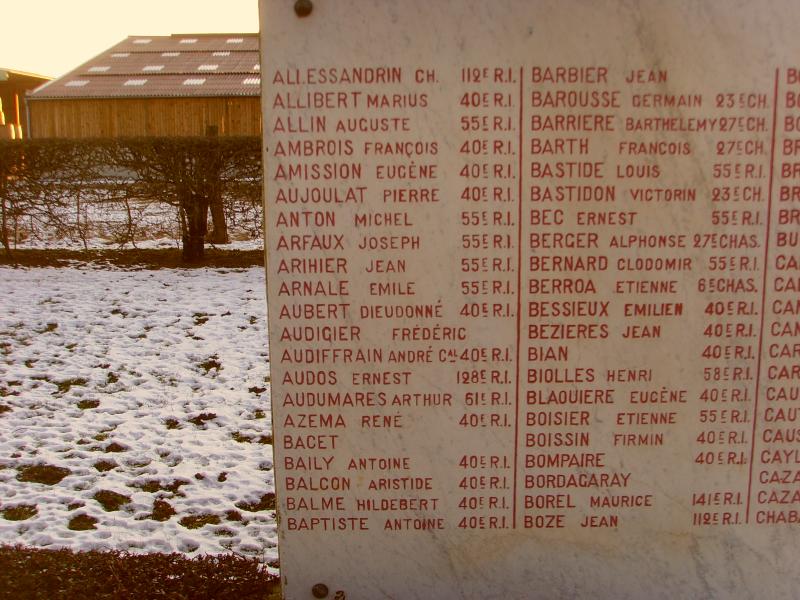 ALLESSANDRIN CH. 112E R.I.
ALLIBERT MARIUS 40E R.I.
ALLIN AUGUSTE 55E R.I.
AMBROIS FRANÇOIS 40E R.I.
AMISSION EUGÈNE 40E R.I.
AUJOULAT PIERRE 40E R.I.
ANTON MICHEL 55E R.I.
ARFAUX JOSEPH 55E R.I.
ARIHIER JEAN 55E R.I.
ARNALE EMILE 55E R.I.
AUBERT DIEUDONNÉ 40E R.I.
AUDIGIER FRÉDÉRIC
AUDIFFRAIN ANDRÉ CAL 40E R.I.
AUDOS ERNEST 128E R.I.
AUDUMARES ARTHUR 61E R.I.
AZEMA RENÉ 40E R.I.
BACET
BAILY ANTOINE 40E R.I.
BALCON ARISTIDE 40E R.I.
BALME HILDEBERT 40E R.I.
BAPTISTE ANTOINE 40E R.I.
BARBIER JEAN
BAROUSSE GERMAIN 23E CH.
BARRIERE BARTHELEMY 27E CH.
BARTH FRANCOIS 27E CH.
BASTIDE LOUIS 55E R.I.
BASTIDON VICTORIN 23E CH.
BEC ERNEST 55E R.I.
BERGER ALPHONSE 27E CHAS.
BERNARD CLODOMIR 55E R.I.
BERROA ETIENNE 6E CHAS.
BESSIEUX EMILIEN 40E R.I.
BEZIERES JEAN 40E R.I.
BIAN 40E R.I.
BIOLLES HENRI 58E R.I.
BLAQUIERE EUGÈNE 40E R.I.
BOISIER ETIENNE 55E R.I.
BOISSIN FIRMIN 40E R.I.
BOMPAIRE 40E R.I.
BORDAGARAY
BOREL MAURICE 141E R.I.
BOZE JEAN 112E R.I.